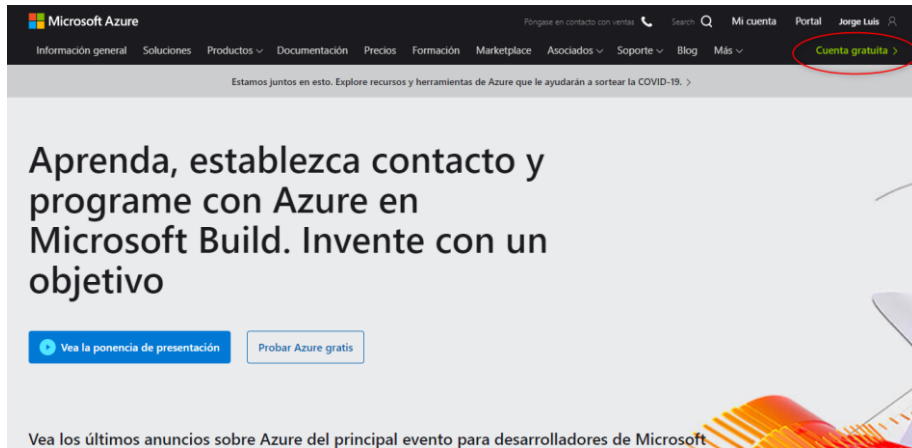 Microsoft Azure
Póngase en contacto con ventas Search Mi cuenta Portal Jorge Luis
Información general Soluciones Productos Documentación Precios Formación Marketplace Asociados Soporte Blog Más Cuenta gratuita >
Estamos juntos en esto. Explore recursos y herramientas de Azure que le ayudarán a sortear la COVID-19. >
Aprenda, establezca contacto y
programe con Azure en
Microsoft Build. Invente con un
objetivo
Vea la ponencia de presentación Probar Azure gratis
Vea los últimos anuncios sobre Azure del principal evento para desarrolladores de Microsoft